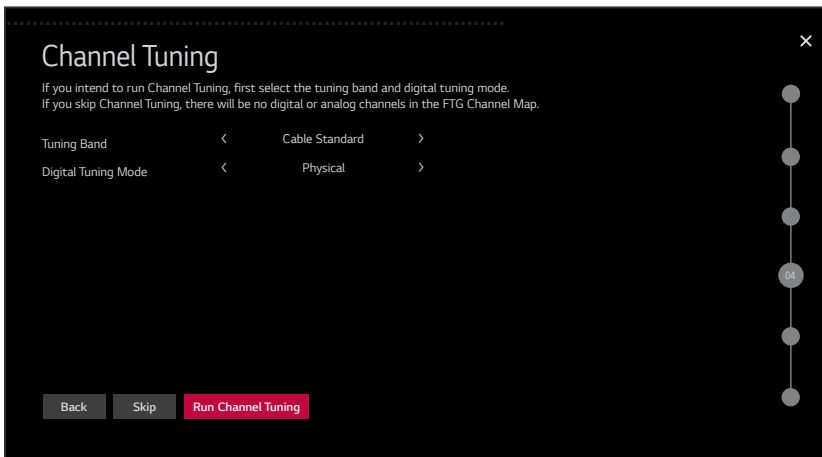 Channel Tuning
If you intend to run Channel Tuning, first select the tuning band and digital tuning mode.
If you skip Channel Tuning, there will be no digital or analog channels in the FTG Channel Map.
Tuning Band < Cable Standard >
Digital Tuning Mode < Physical >
04
Back Skip Run Channel Tuning